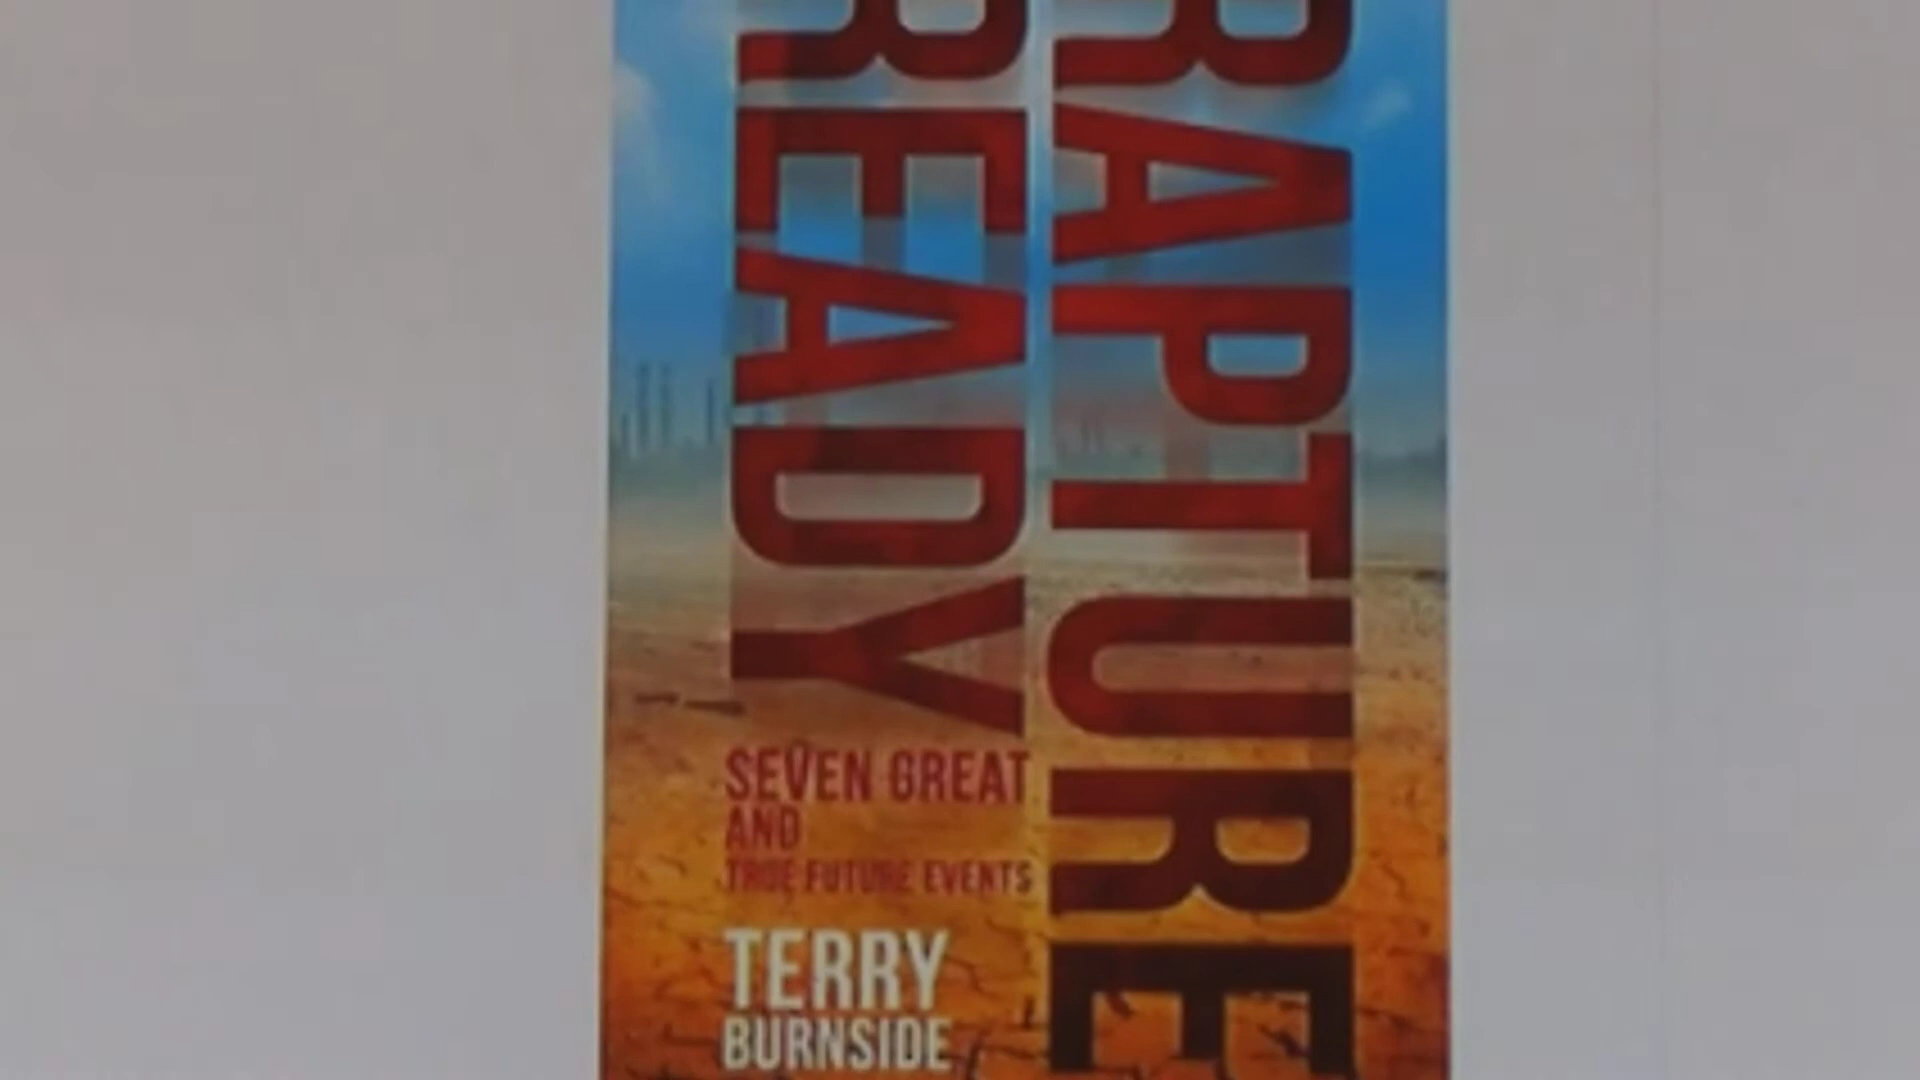 RAPTURE
READY
SEVEN GREAT
AND
TRUE FUTURE EVENTS
TERRY
BURNSIDE